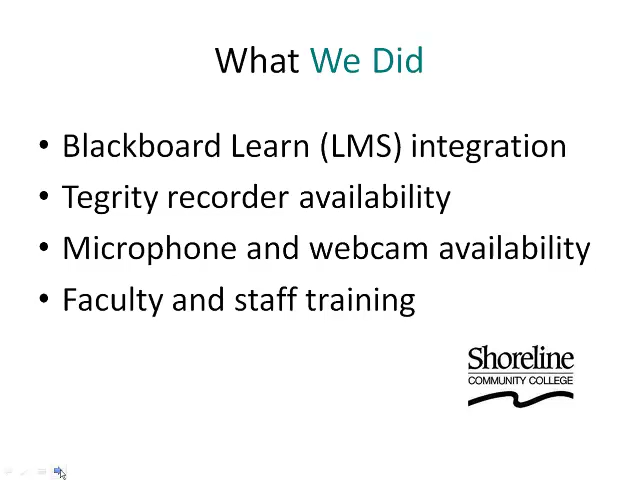 What We Did
• Blackboard Learn (LMS) integration
• Tegrity recorder availability
• Microphone and webcam availability
• Faculty and staff training
Shoreline
COMMUNITY COLLEGE